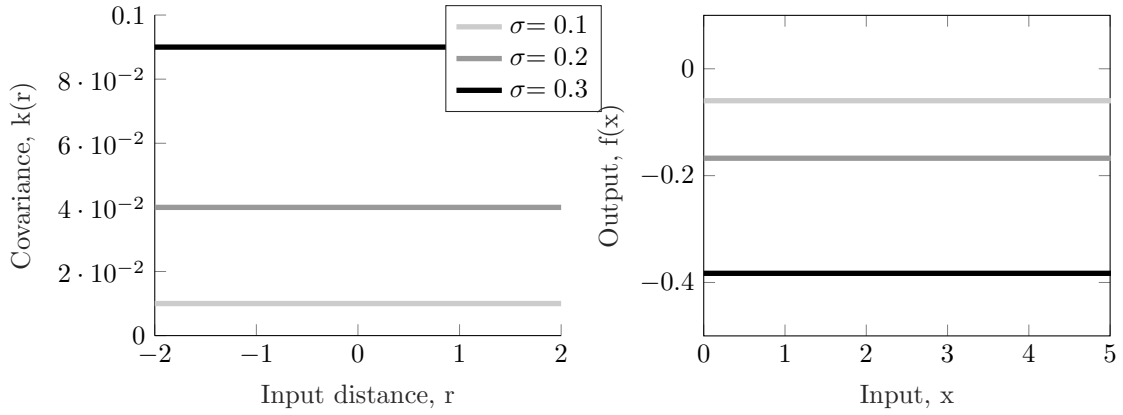 0.1
8 · 10⁻²
6 · 10⁻²
4 · 10⁻²
2 · 10⁻²
0
−2
−1
0
1
2
Covariance, k(r)
Input distance, r
σ= 0.1
σ= 0.2
σ= 0.3
0
−0.2
−0.4
0
1
2
3
4
5
Output, f(x)
Input, x